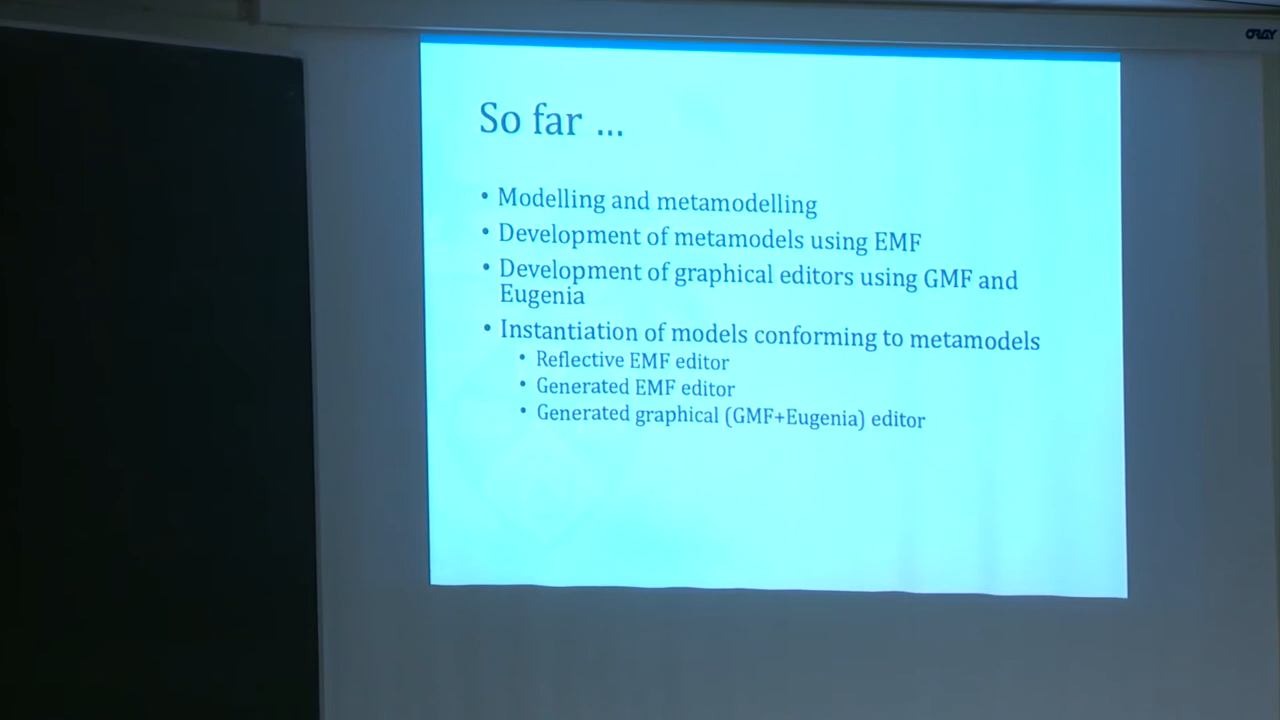 So far ...
• Modelling and metamodelling
• Development of metamodels using EMF
• Development of graphical editors using GMF and
Eugenia
• Instantiation of models conforming to metamodels
• Reflective EMF editor
• Generated EMF editor
• Generated graphical (GMF+Eugenia) editor